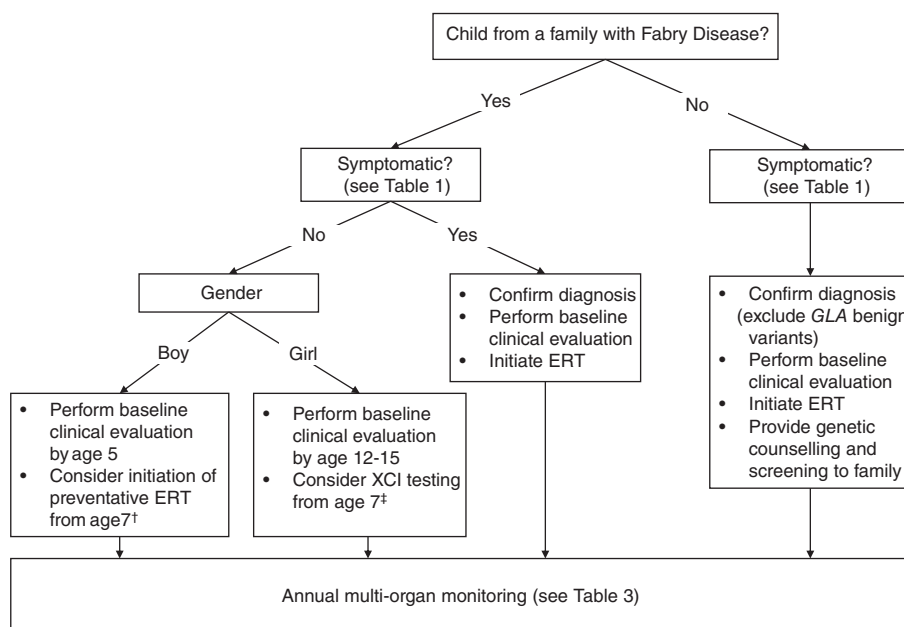 Child from a family with Fabry Disease?
Yes
No
Symptomatic?
(see Table 1)
Symptomatic?
(see Table 1)
No
Yes
Gender
• Confirm diagnosis
• Perform baseline
clinical evaluation
• Initiate ERT
• Confirm diagnosis
(exclude GLA benign
variants)
• Perform baseline
clinical evaluation
• Initiate ERT
• Provide genetic
counselling and
screening to family
Boy
Girl
• Perform baseline
clinical evaluation
by age 5
• Consider initiation of
preventative ERT
from age7†
• Perform baseline
clinical evaluation
by age 12-15
• Consider XCI testing
from age 7‡
Annual multi-organ monitoring (see Table 3)